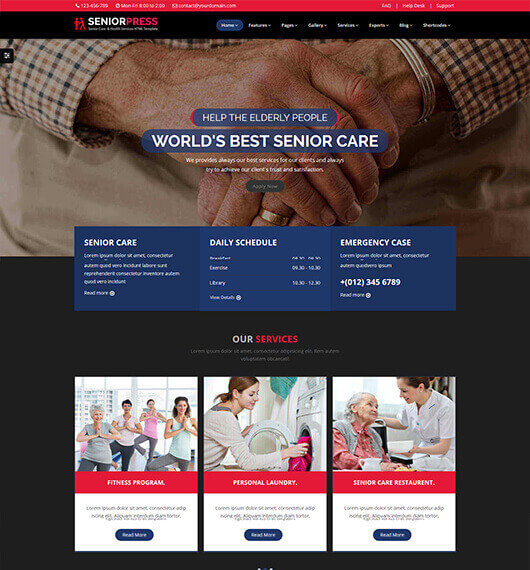 123-456-789 Mon-Fri 8:00 to 2:00 contact@yourdomain.com FAQ | Help Desk | Support
SENIORPRESS
Senior Care & Health Services HTML Template
Home Features Pages Gallery Services Experts Blog Shortcodes
HELP THE ELDERLY PEOPLE
WORLD'S BEST SENIOR CARE
We provides always our best services for our clients and always
try to achieve our client's trust and satisfaction.
Apply Now
SENIOR CARE
Lorem ipsum dolor sit amet, consectetur
adipiscing elit
autem quod vero incidunt laborum sunt
reprehenderit consectetur inventore autem
quod vero incidunt
Read more
DAILY SCHEDULE
Breakfast 08.30 - 09.30
Exercise 09.30 - 10.30
Library 10.30 - 12.30
View Details
EMERGENCY CASE
Lorem ipsum dolor sit amet, consectetur
autem quodvero ipsum
+(012) 345 6789
Read more
OUR SERVICES
Lorem ipsum dolor sit amet, consectetur adipisicing elit. Rem autem
voluptatem obcaecati!
FITNESS PROGRAM.
Lorem ipsum dolor sit amet, consectetur adip
isicing elit. Aliquam interdum diam tortor.
Read More
PERSONAL LAUNDRY.
Lorem ipsum dolor sit amet, consectetur adip
isicing elit. Aliquam interdum diam tortor.
Read More
SENIOR CARE RESTAURENT.
Lorem ipsum dolor sit amet, consectetur adip
isicing elit. Aliquam interdum diam tortor.
Read More